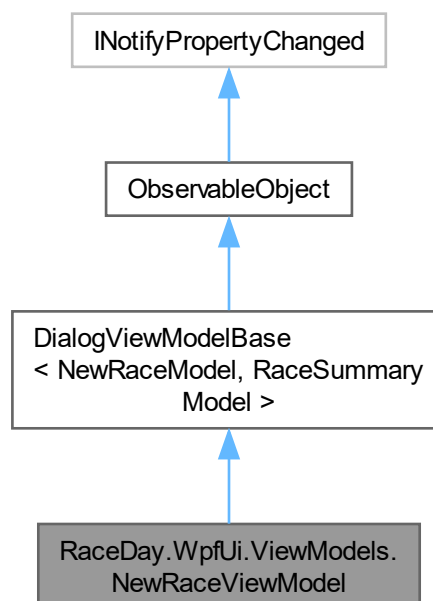 INotifyPropertyChanged
ObservableObject
DialogViewModelBase
< NewRaceModel, RaceSummary
Model >
RaceDay.WpfUi.ViewModels.
NewRaceViewModel